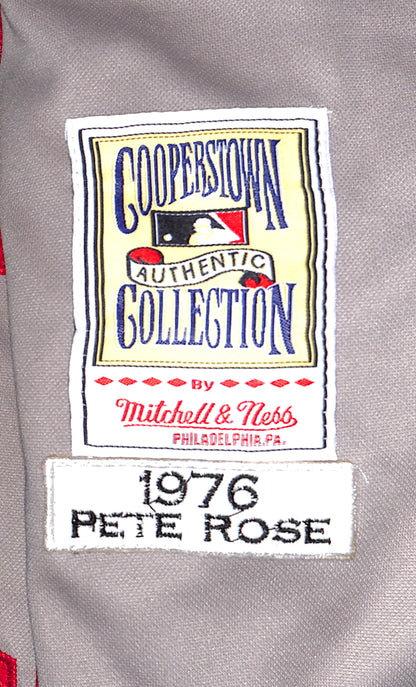 COOPERSTOWN
AUTHENTIC
COLLECTION
BY
Mitchell & Ness
PHILADELPHIA, PA.
1976
PETE ROSE